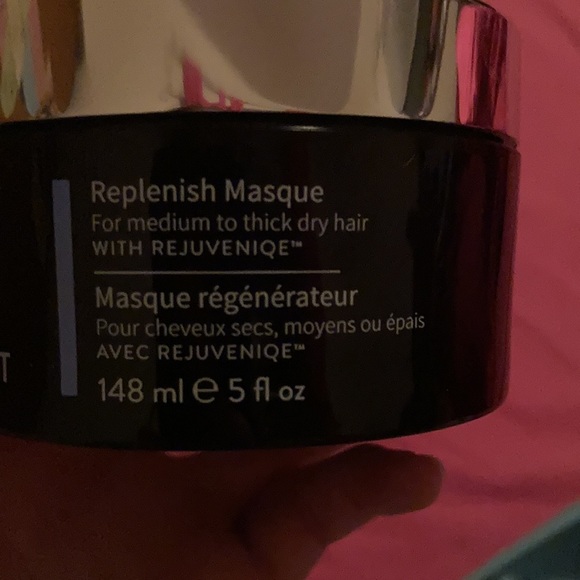 Replenish Masque
For medium to thick dry hair
WITH REJUVENIQE™
Masque régénérateur
Pour cheveux secs, moyens ou épais
AVEC REJUVENIQE™
148 ml ℮ 5 fl oz